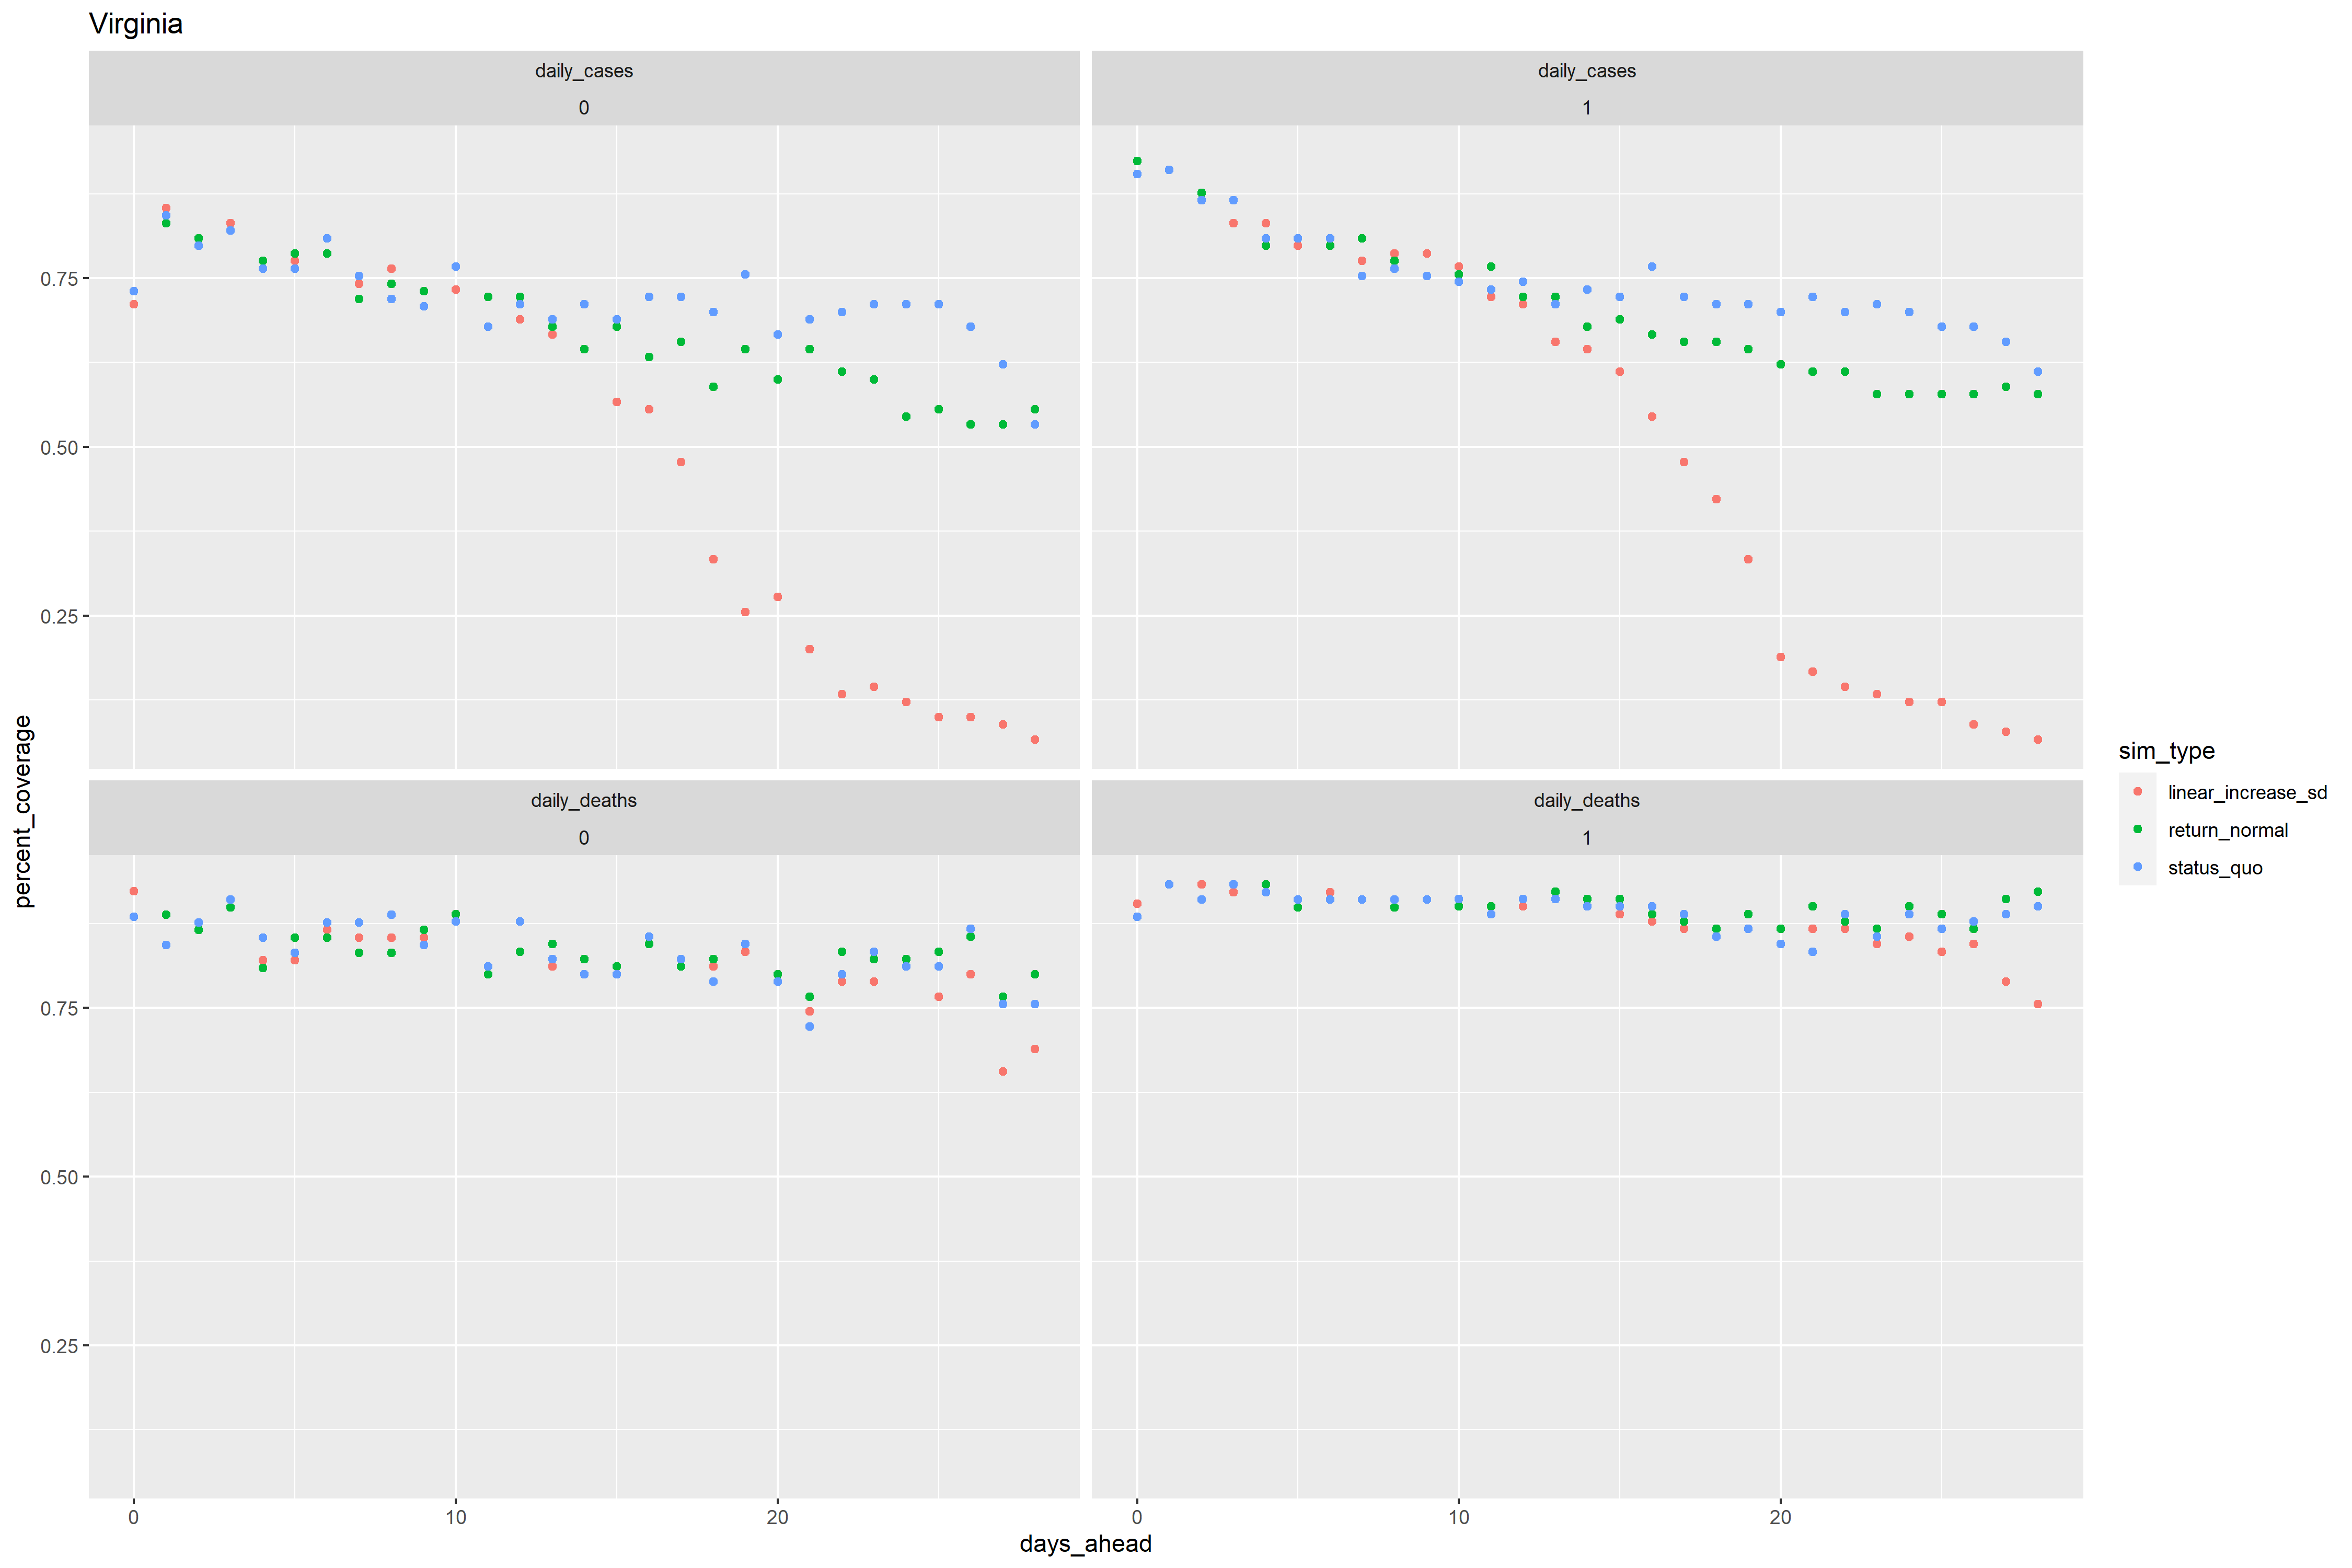 Virginia
daily_cases
0
daily_cases
1
0.75
0.50
0.25
daily_deaths
0
daily_deaths
1
0.75
0.50
0.25
0
10
20
0
10
20
days_ahead
percent_coverage
sim_type
linear_increase_sd
return_normal
status_quo